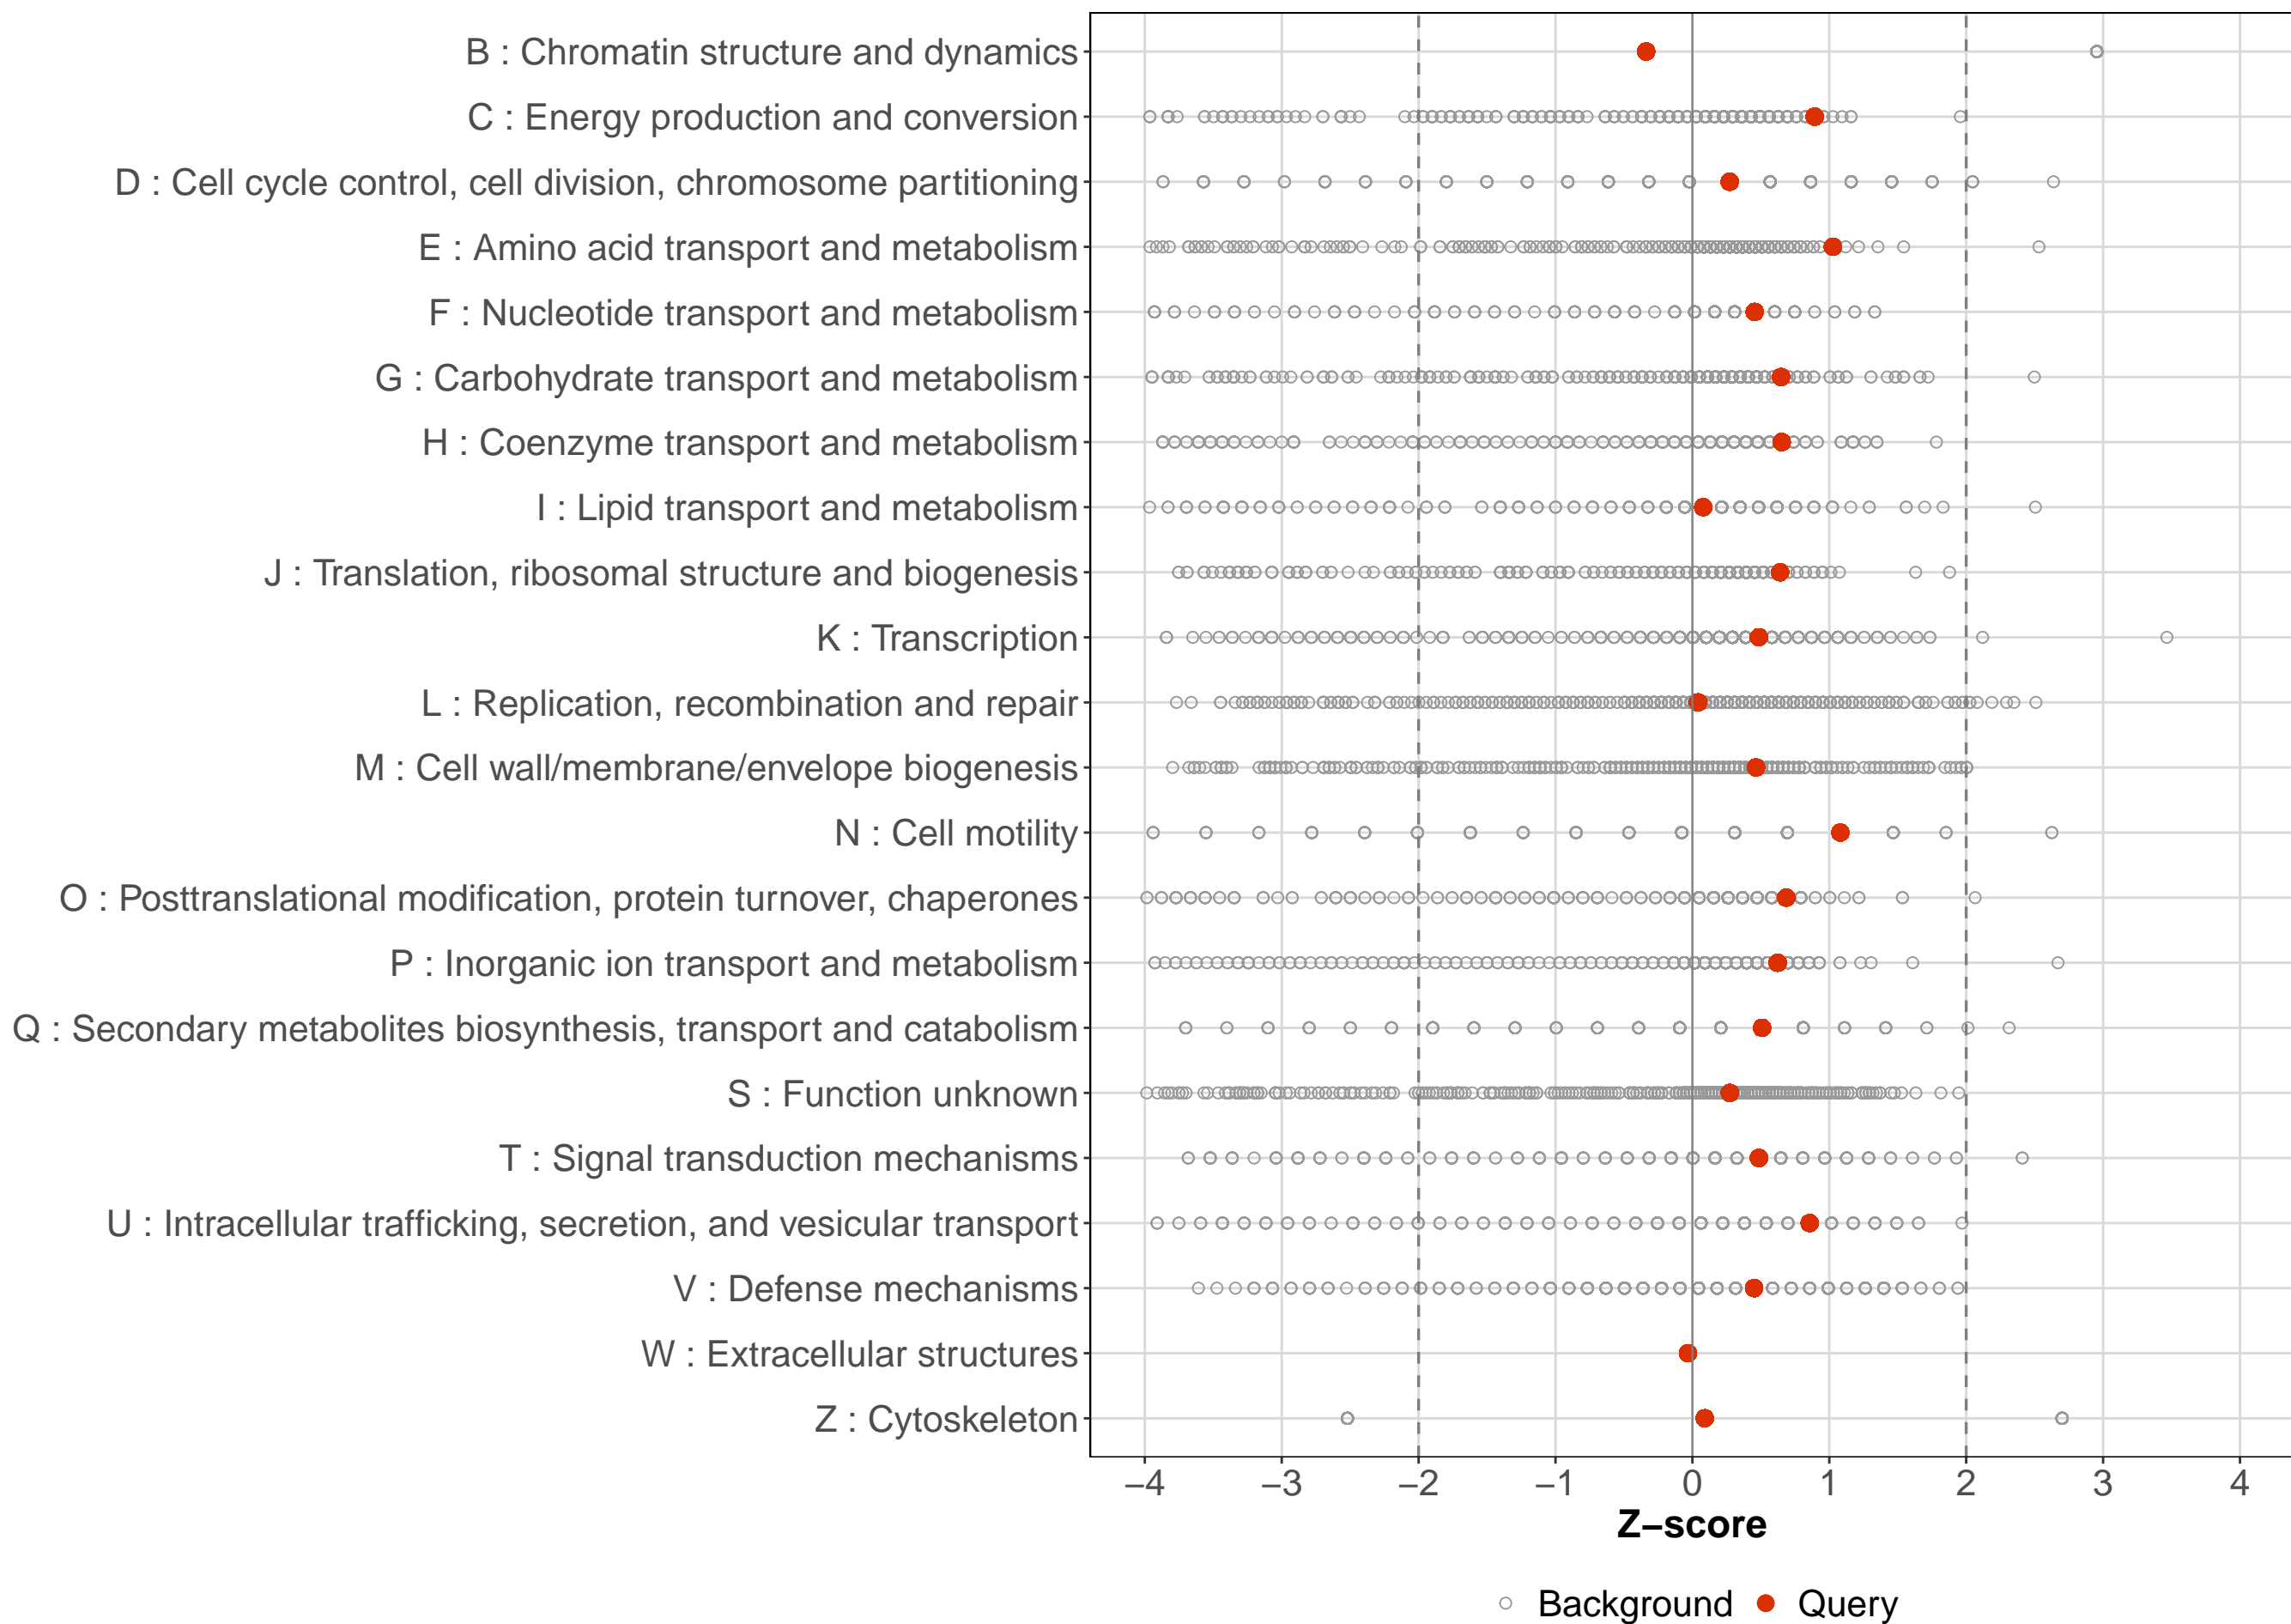 B : Chromatin structure and dynamics
C : Energy production and conversion
D : Cell cycle control, cell division, chromosome partitioning
E : Amino acid transport and metabolism
F : Nucleotide transport and metabolism
G : Carbohydrate transport and metabolism
H : Coenzyme transport and metabolism
I : Lipid transport and metabolism
J : Translation, ribosomal structure and biogenesis
K : Transcription
L : Replication, recombination and repair
M : Cell wall/membrane/envelope biogenesis
N : Cell motility
O : Posttranslational modification, protein turnover, chaperones
P : Inorganic ion transport and metabolism
Q : Secondary metabolites biosynthesis, transport and catabolism
S : Function unknown
T : Signal transduction mechanisms
U : Intracellular trafficking, secretion, and vesicular transport
V : Defense mechanisms
W : Extracellular structures
Z : Cytoskeleton
−4 −3 −2 −1 0 1 2 3 4
Z−score
Background Query